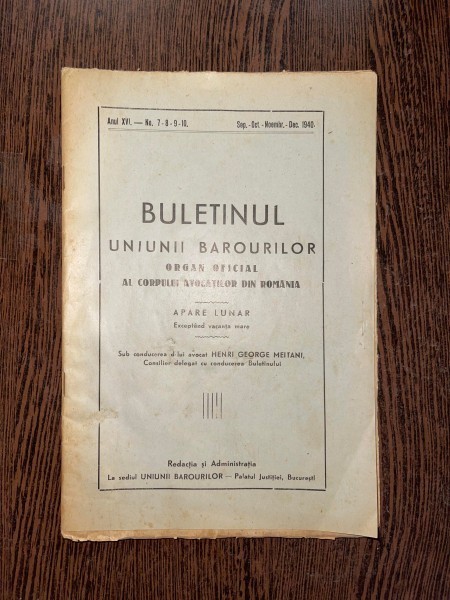 Anul XVI. — No. 7-8-9-10. Sep.-Oct.-Noembr.-Dec. 1940.
BULETINUL
UNIUNII BAROURILOR
ORGAN OFICIAL
AL CORPULUI AVOCAȚILOR DIN ROMÂNIA
APARE LUNAR
Exceptând vacanța mare
Sub conducerea d-lui avocat HENRI GEORGE MEITANI,
Consilier delegat cu conducerea Buletinului
Redacția și Administrația
La sediul UNIUNII BAROURILOR — Palatul Justiției, București